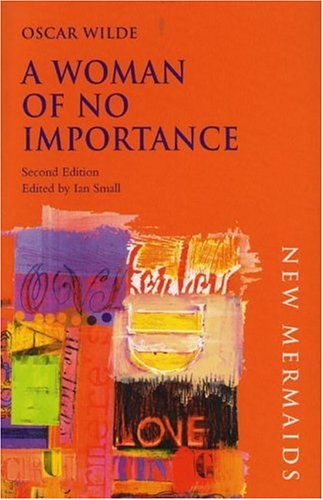 OSCAR WILDE
A WOMAN
OF NO
IMPORTANCE
Second Edition
Edited by Ian Small
NEW MERMAIDS
LOVE